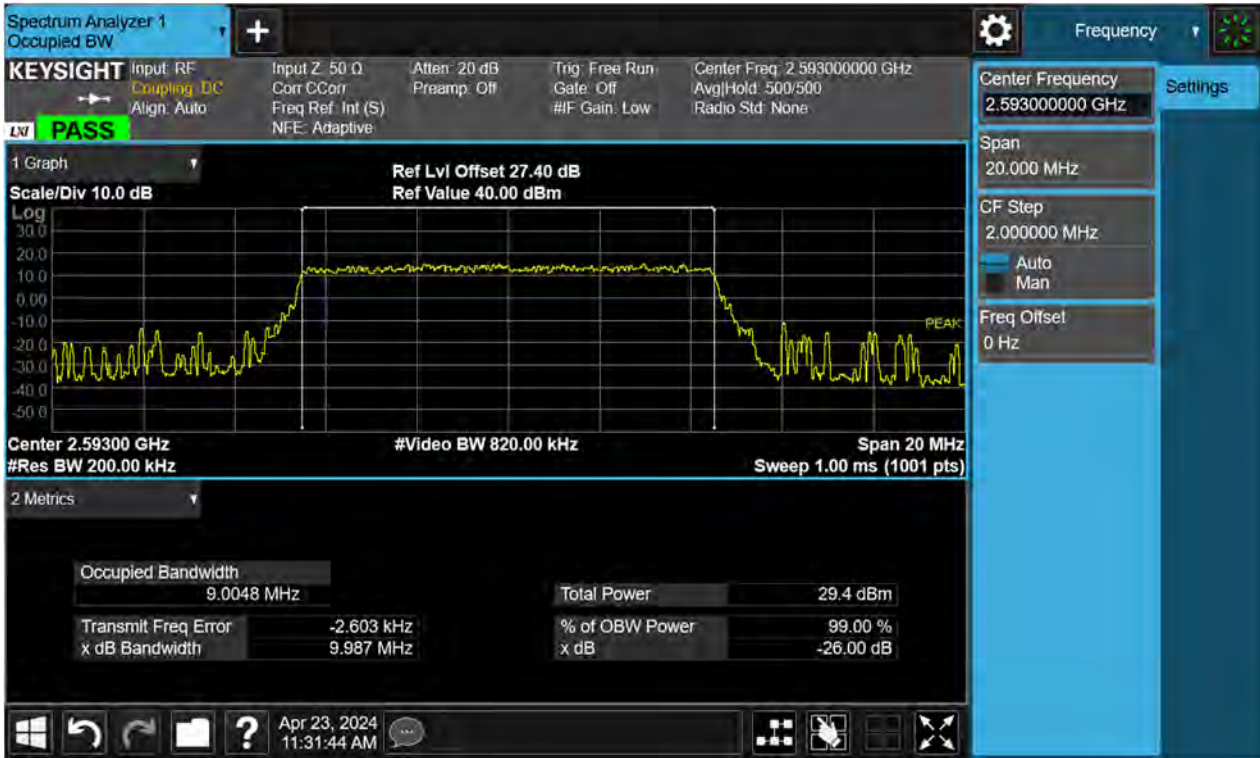 Spectrum Analyzer 1
Occupied BW
+
Frequency
KEYSIGHT
Input: RF
Coupling: DC
Align: Auto
Input Z: 50 Ω
Corr CCorr
Freq Ref: Int (S)
NFE: Adaptive
Atten: 20 dB
Preamp: Off
Trig: Free Run
Gate: Off
#IF Gain: Low
Center Freq: 2.593000000 GHz
Avg|Hold: 500/500
Radio Std: None
LXI
PASS
Center Frequency
2.593000000 GHz
Settings
Span
20.000 MHz
CF Step
2.000000 MHz
Auto
Man
Freq Offset
0 Hz
1 Graph
Scale/Div 10.0 dB
Ref Lvl Offset 27.40 dB
Ref Value 40.00 dBm
Log
30.0
20.0
10.0
0.00
-10.0
-20.0
-30.0
-40.0
-50.0
PEAK
Center 2.59300 GHz
#Video BW 820.00 kHz
Span 20 MHz
#Res BW 200.00 kHz
Sweep 1.00 ms (1001 pts)
2 Metrics
Occupied Bandwidth
9.0048 MHz
Total Power 29.4 dBm
Transmit Freq Error -2.603 kHz
% of OBW Power 99.00 %
x dB Bandwidth 9.987 MHz
x dB -26.00 dB
?
Apr 23, 2024
11:31:44 AM